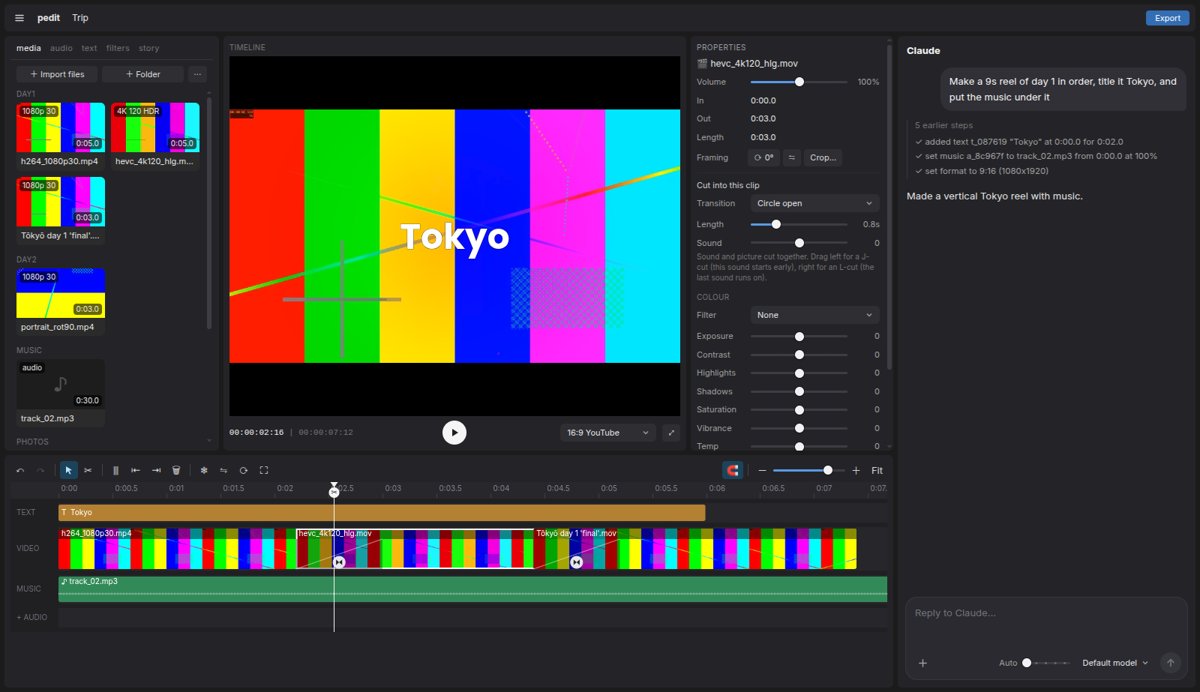 pedit Trip
Export
media audio text filters story
Import files
Folder
DAY1
1080p 30
0:05.0
h264_1080p30.mp4
4K 120 HDR
0:05.0
hevc_4k120_hlg.m...
1080p 30
0:03.0
Tōkyō day 1 'final'....
DAY2
1080p 30
0:03.0
portrait_rot90.mp4
MUSIC
audio
0:30.0
track_02.mp3
PHOTOS
TIMELINE
Tokyo
00:00:02:16 | 00:00:07:12
16:9 YouTube
PROPERTIES
hevc_4k120_hlg.mov
Volume 100%
In 0:00.0
Out 0:03.0
Length 0:03.0
Framing 0° Crop...
Cut into this clip
Transition Circle open
Length 0.8s
Sound 0
Sound and picture cut together. Drag left for a J-
cut (this sound starts early), right for an L-cut (the
last sound runs on).
COLOUR
Filter None
Exposure 0
Contrast 0
Highlights 0
Shadows 0
Saturation 0
Vibrance 0
Temp 0
Fit
0:00 0:00.5 0:01 0:01.5 0:02 0:02.5 0:03 0:03.5 0:04 0:04.5 0:05 0:05.5 0:06 0:06.5 0:07 0:07.
TEXT
T Tokyo
VIDEO
h264_1080p30.mp4
hevc_4k120_hlg.mov
Tōkyō day 1 'final'.mov
MUSIC
track_02.mp3
+ AUDIO
Claude
Make a 9s reel of day 1 in order, title it Tokyo, and
put the music under it
5 earlier steps
✓ added text t_087619 "Tokyo" at 0:00.0 for 0:02.0
✓ set music a_8c967f to track_02.mp3 from 0:00.0 at 100%
✓ set format to 9:16 (1080x1920)
Made a vertical Tokyo reel with music.
Reply to Claude...
Auto
Default model